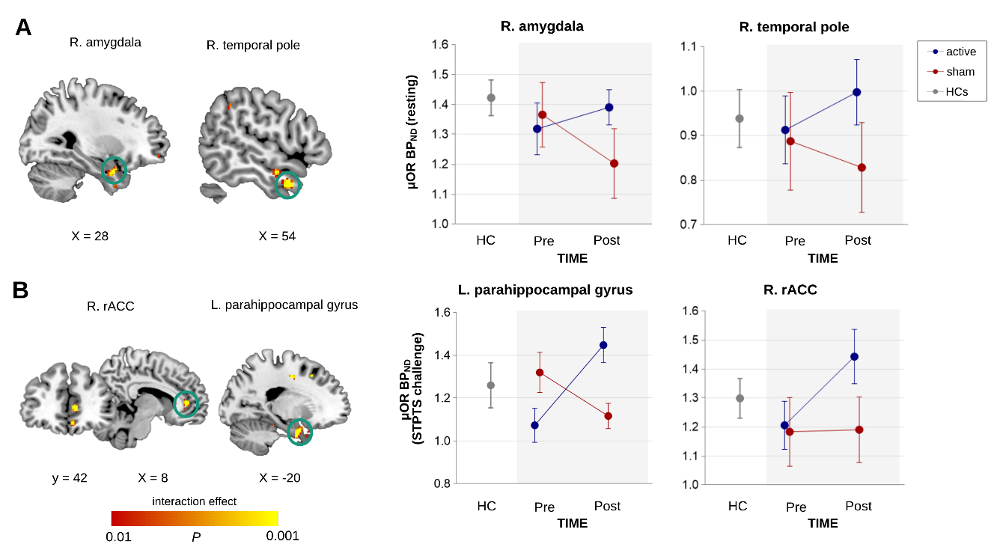 A
R. amygdala
R. temporal pole
X = 28
X = 54
R. amygdala
μOR BPND (resting)
1.6
1.5
1.4
1.3
1.2
1.1
1.0
HC
Pre
Post
TIME
R. temporal pole
1.1
1.0
0.9
0.8
0.7
HC
Pre
Post
TIME
active
sham
HCs
B
R. rACC
L. parahippocampal gyrus
y = 42
X = 8
X = -20
interaction effect
0.01
P
0.001
L. parahippocampal gyrus
μOR BPND
(STPTS challenge)
1.6
1.4
1.2
1.0
0.8
HC
Pre
Post
TIME
R. rACC
1.6
1.5
1.4
1.3
1.2
1.1
1.0
HC
Pre
Post
TIME